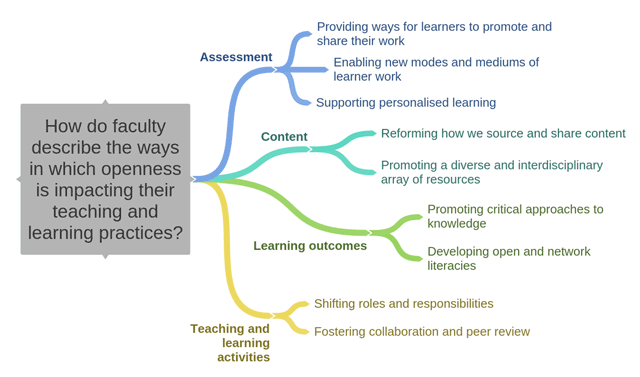 How do faculty
describe the ways
in which openness
is impacting their
teaching and
learning practices?
Assessment
Providing ways for learners to promote and
share their work
Enabling new modes and mediums of
learner work
Supporting personalised learning
Content
Reforming how we source and share content
Promoting a diverse and interdisciplinary
array of resources
Learning outcomes
Promoting critical approaches to
knowledge
Developing open and network
literacies
Teaching and
learning
activities
Shifting roles and responsibilities
Fostering collaboration and peer review